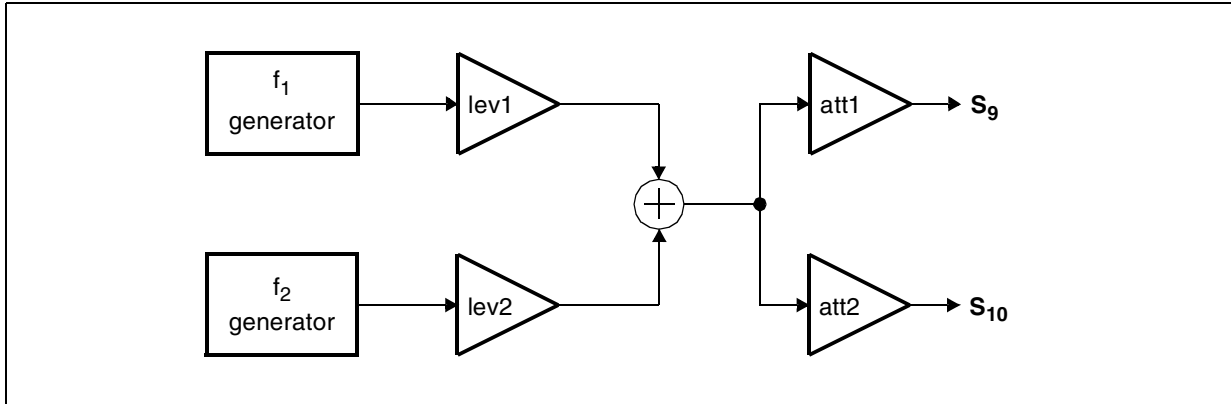 f1
generator
lev1
att1
S9
f2
generator
lev2
att2
S10